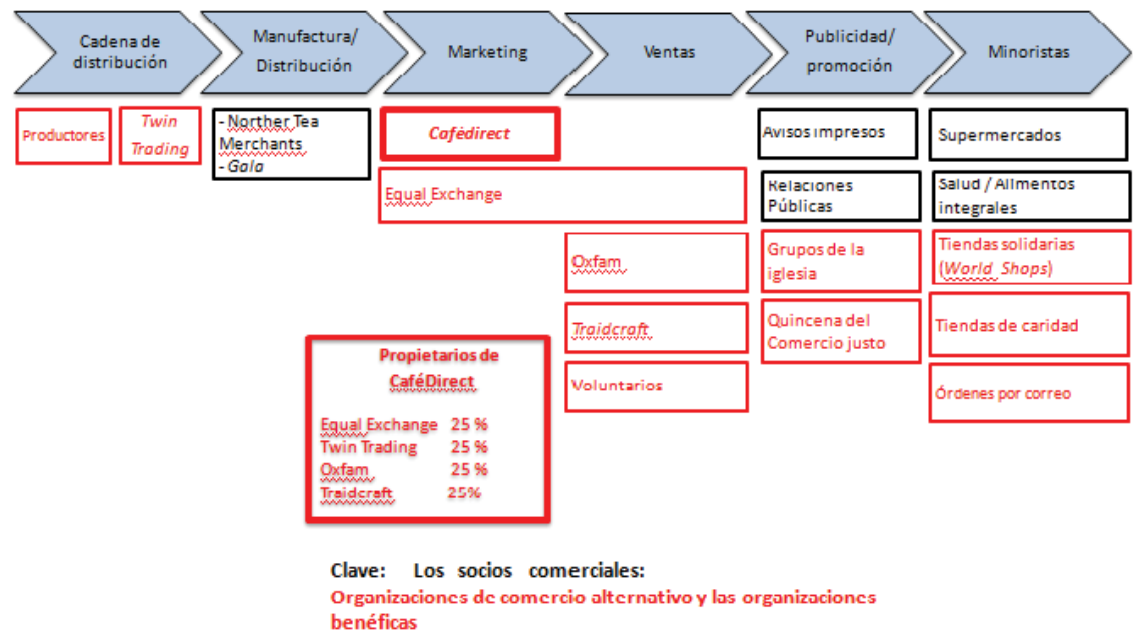 Cadena de
distribución
Manufactura/
Distribución
Marketing
Ventas
Publicidad/
promoción
Minoristas
Productores
Twin
Trading
- Norther Tea
Merchants
- Gala
Cafédirect
Equal Exchange
Oxfam
Traidcraft
Voluntarios
Avisos impresos
Relaciones
Públicas
Grupos de la
iglesia
Quincena del
Comercio justo
Supermercados
Salud / Alimentos
integrales
Tiendas solidarias
(World Shops)
Tiendas de caridad
Órdenes por correo
Propietarios de
CaféDirect
Equal Exchange 25 %
Twin Trading 25 %
Oxfam 25 %
Traidcraft 25%
Clave: Los socios comerciales:
Organizaciones de comercio alternativo y las organizaciones
benéficas